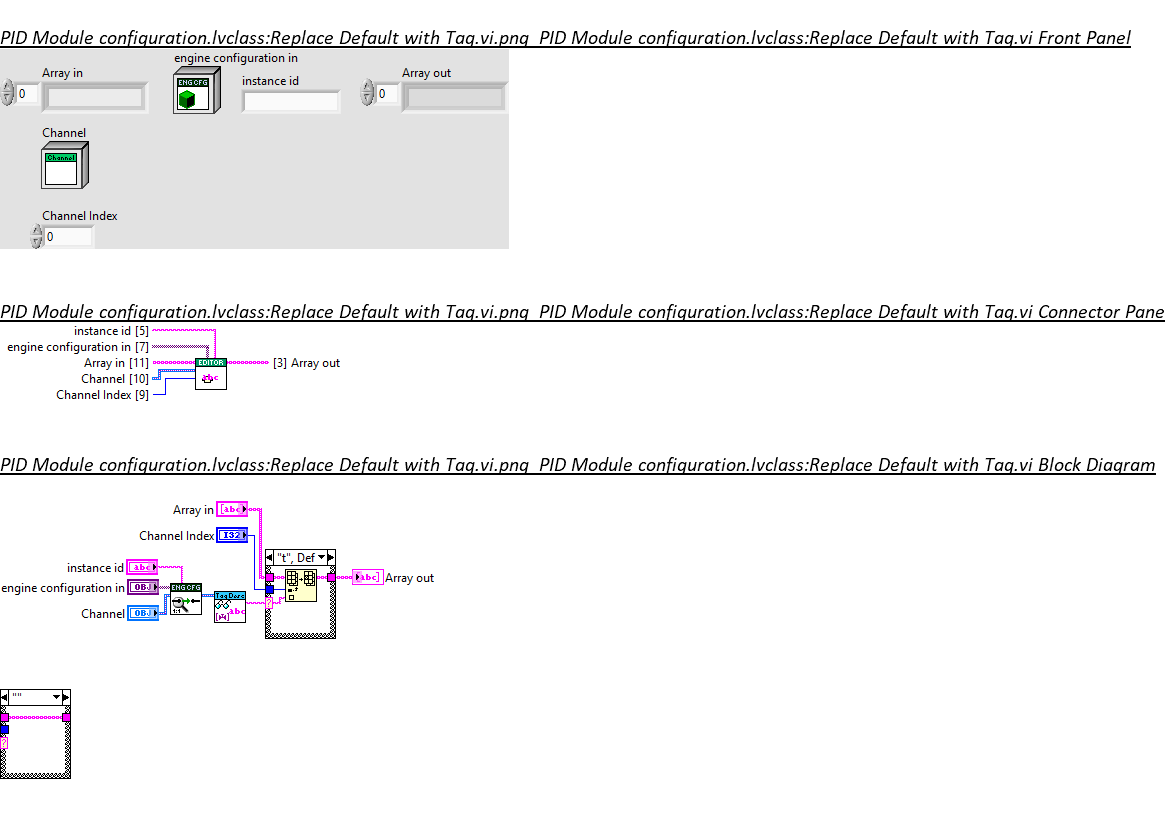 PID Module configuration.lvclass:Replace Default with Tag.vi.png PID Module configuration.lvclass:Replace Default with Tag.vi Front Panel
engine configuration in
Array in
instance id
Array out
0
ENG CFG
0
Channel
Channel
Channel Index
0
PID Module configuration.lvclass:Replace Default with Tag.vi.png PID Module configuration.lvclass:Replace Default with Tag.vi Connector Pane
instance id [5]
engine configuration in [7]
Array in [11]
EDITOR
[3] Array out
Channel [10]
abc
Channel Index [9]
PID Module configuration.lvclass:Replace Default with Tag.vi.png PID Module configuration.lvclass:Replace Default with Tag.vi Block Diagram
Array in
[abc]
Channel Index
I32
"t", Def
instance id
abc
[abc]
Array out
engine configuration in
OBJ
ENG CFG
Tag Desc
1:1
abc
Channel
OBJ
?
""
?